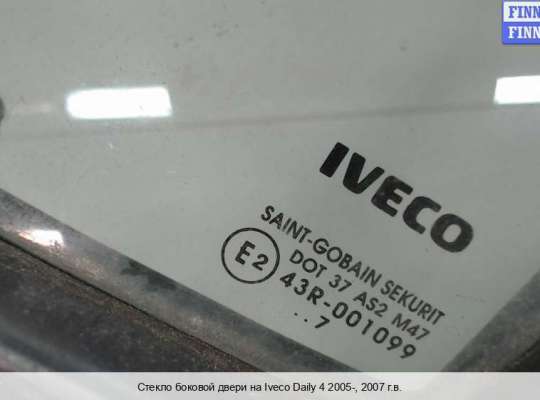 FINN
FINN
IVECO
SAINT-GOBAIN SEKURIT
DOT 37 AS2 M47
E2 43R-001099
..7
Стекло боковой двери на Iveco Daily 4 2005-, 2007 г.в.